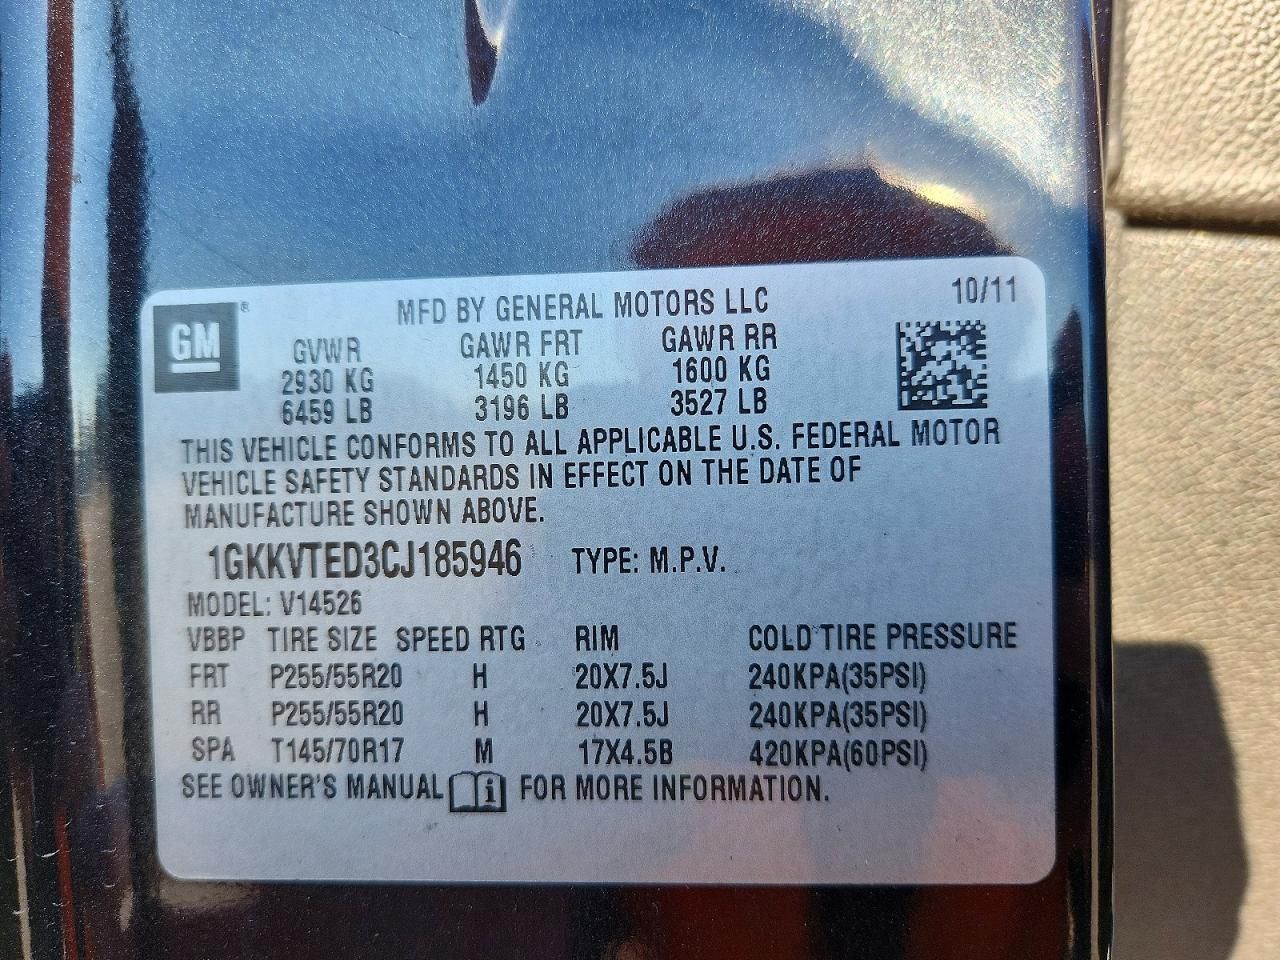 GM ®
MFD BY GENERAL MOTORS LLC 10/11
GVWR GAWR FRT GAWR RR
2930 KG 1450 KG 1600 KG
6459 LB 3196 LB 3527 LB
THIS VEHICLE CONFORMS TO ALL APPLICABLE U.S. FEDERAL MOTOR
VEHICLE SAFETY STANDARDS IN EFFECT ON THE DATE OF
MANUFACTURE SHOWN ABOVE.
1GKKVTED3CJ185946 TYPE: M.P.V.
MODEL: V14526
VBBP TIRE SIZE SPEED RTG RIM COLD TIRE PRESSURE
FRT P255/55R20 H 20X7.5J 240KPA(35PSI)
RR P255/55R20 H 20X7.5J 240KPA(35PSI)
SPA T145/70R17 M 17X4.5B 420KPA(60PSI)
SEE OWNER'S MANUAL i FOR MORE INFORMATION.